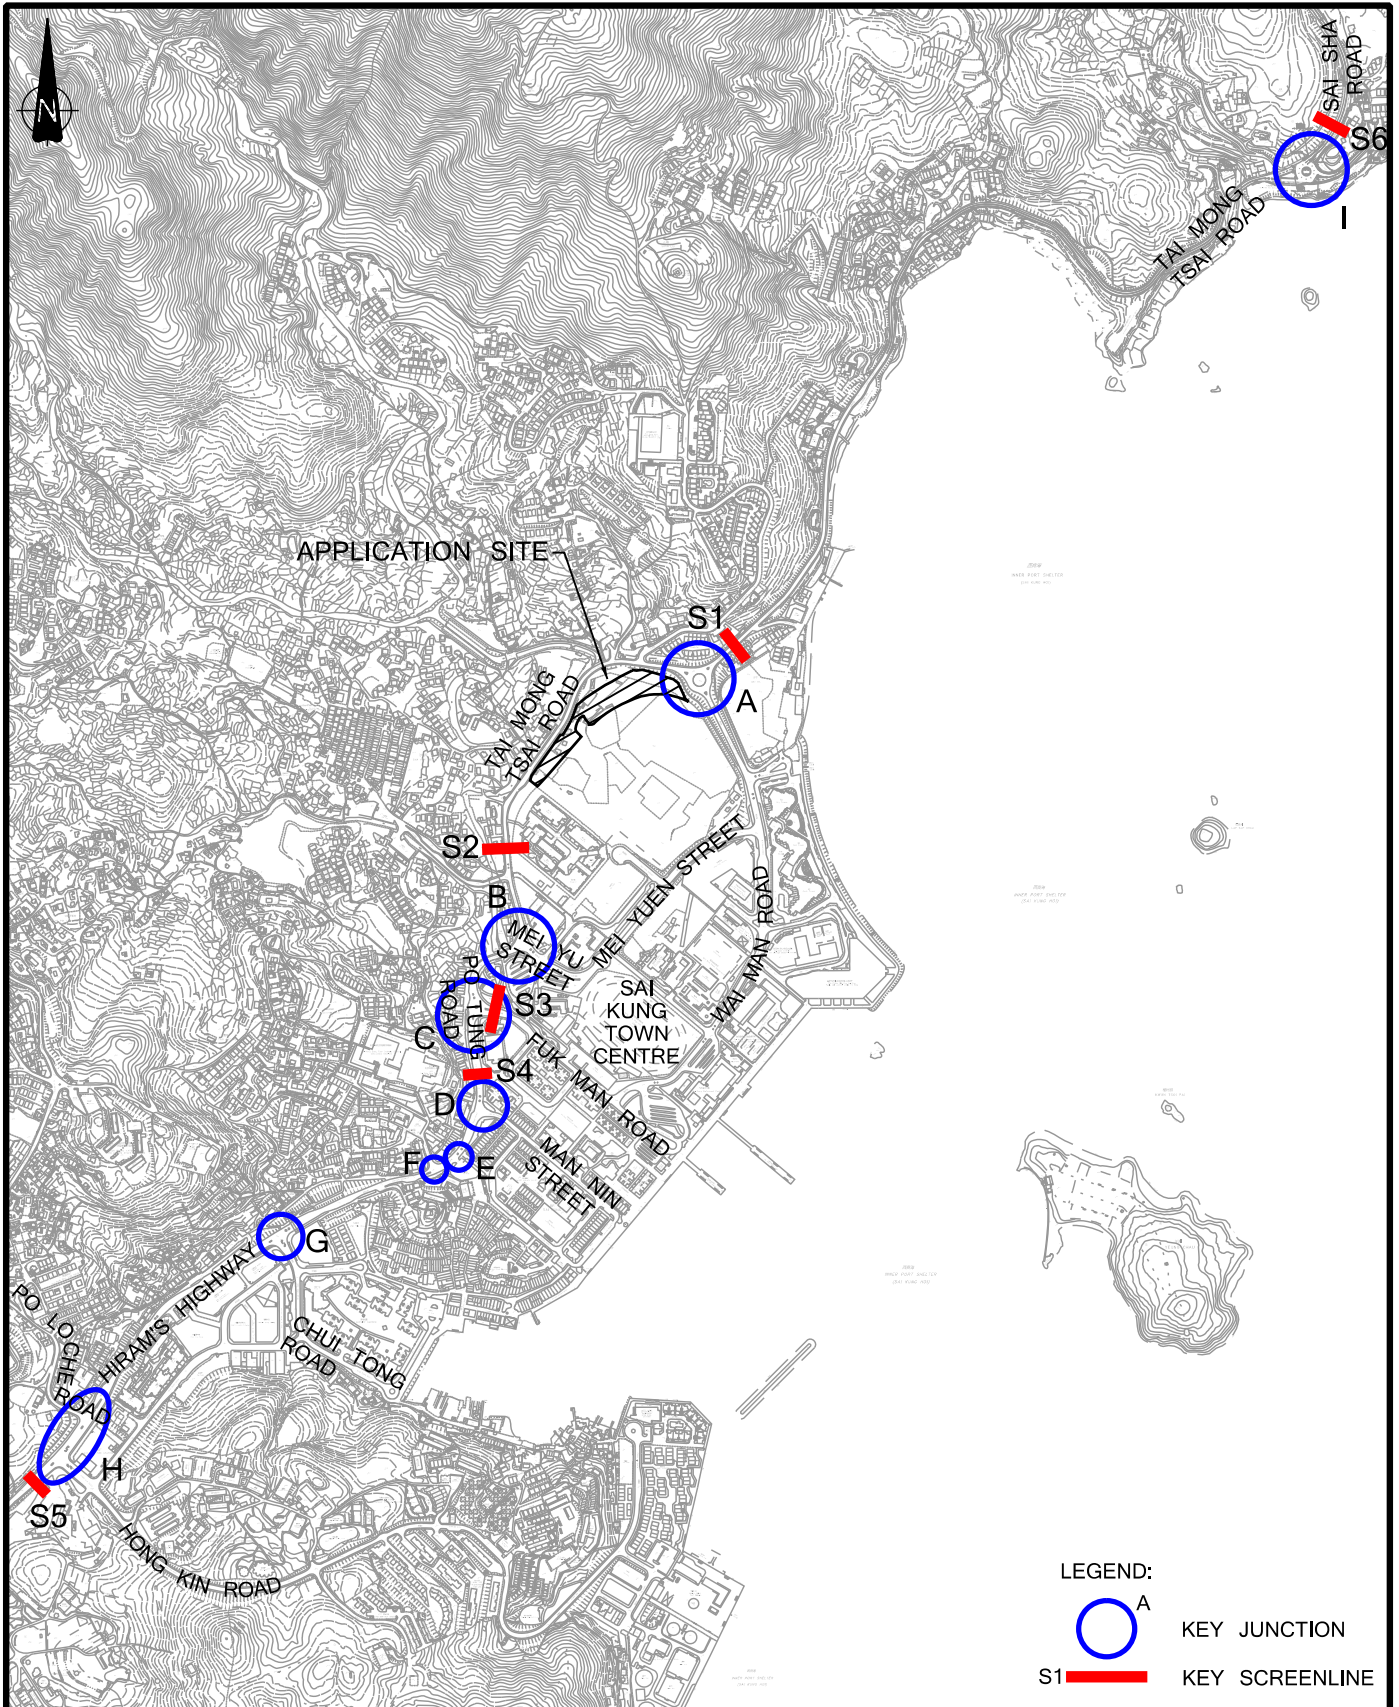 N
SAI SHA
ROAD
S6
I
TAI MONG
TSAI ROAD
APPLICATION SITE
S1
A
TAI MONG
TSAI ROAD
S2
B
MEI YU
STREET
MEI YUEN STREET
WAI MAN ROAD
PO TUNG
ROAD
S3
C
SAI
KUNG
TOWN
CENTRE
FUK MAN ROAD
S4
D
MAN NIN
STREET
F
E
G
HIRAM'S HIGHWAY
PO LO CHE
ROAD
CHUI TONG
ROAD
H
S5
HONG KIN ROAD
LEGEND:
A
KEY JUNCTION
S1
KEY SCREENLINE